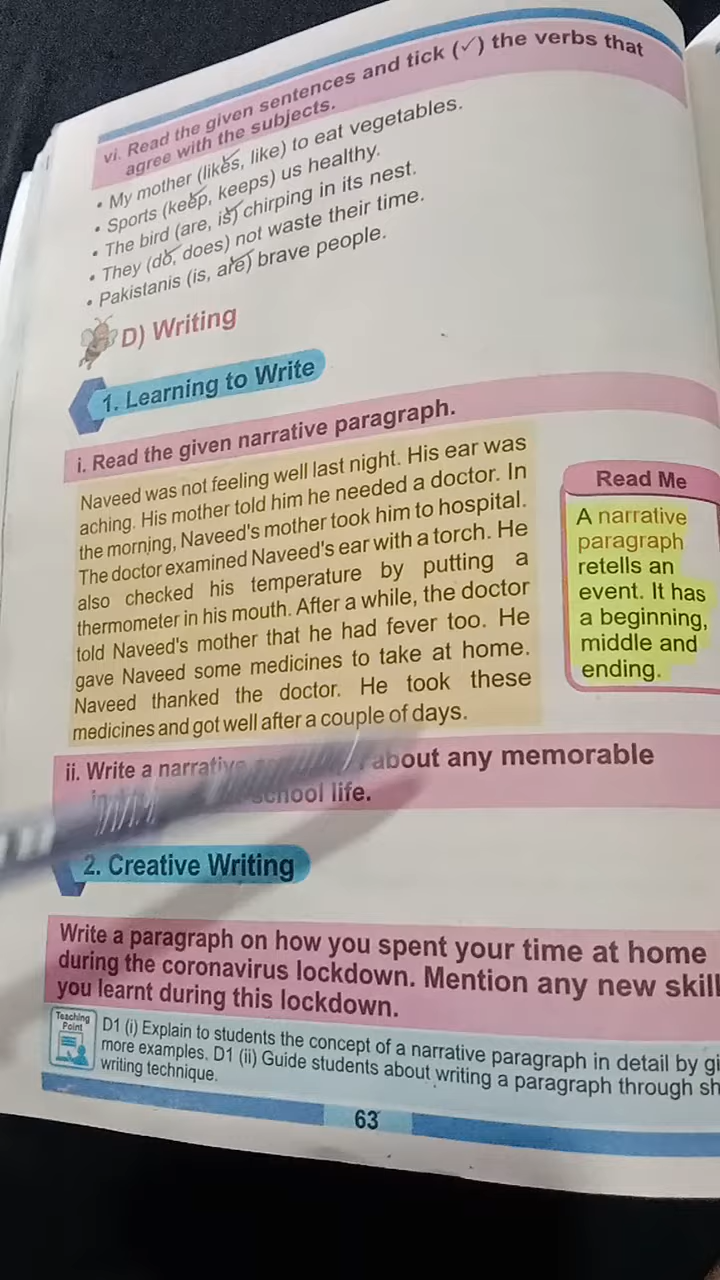 vi. Read the given sentences and tick (✓) the verbs that
agree with the subjects.
• My mother (likes, like) to eat vegetables.
• Sports (keep, keeps) us healthy.
• The bird (are, is) chirping in its nest.
• They (do, does) not waste their time.
• Pakistanis (is, are) brave people.
D) Writing
1. Learning to Write
i. Read the given narrative paragraph.
Naveed was not feeling well last night. His ear was
aching. His mother told him he needed a doctor. In
the morning, Naveed's mother took him to hospital.
The doctor examined Naveed's ear with a torch. He
also checked his temperature by putting a
thermometer in his mouth. After a while, the doctor
told Naveed's mother that he had fever too. He
gave Naveed some medicines to take at home.
Naveed thanked the doctor. He took these
medicines and got well after a couple of days.
Read Me
A narrative
paragraph
retells an
event. It has
a beginning,
middle and
ending.
ii. Write a narrative about any memorable
school life.
2. Creative Writing
Write a paragraph on how you spent your time at home
during the coronavirus lockdown. Mention any new skill
you learnt during this lockdown.
Teaching
Point
D1 (i) Explain to students the concept of a narrative paragraph in detail by gi
more examples. D1 (ii) Guide students about writing a paragraph through sh
writing technique.
63